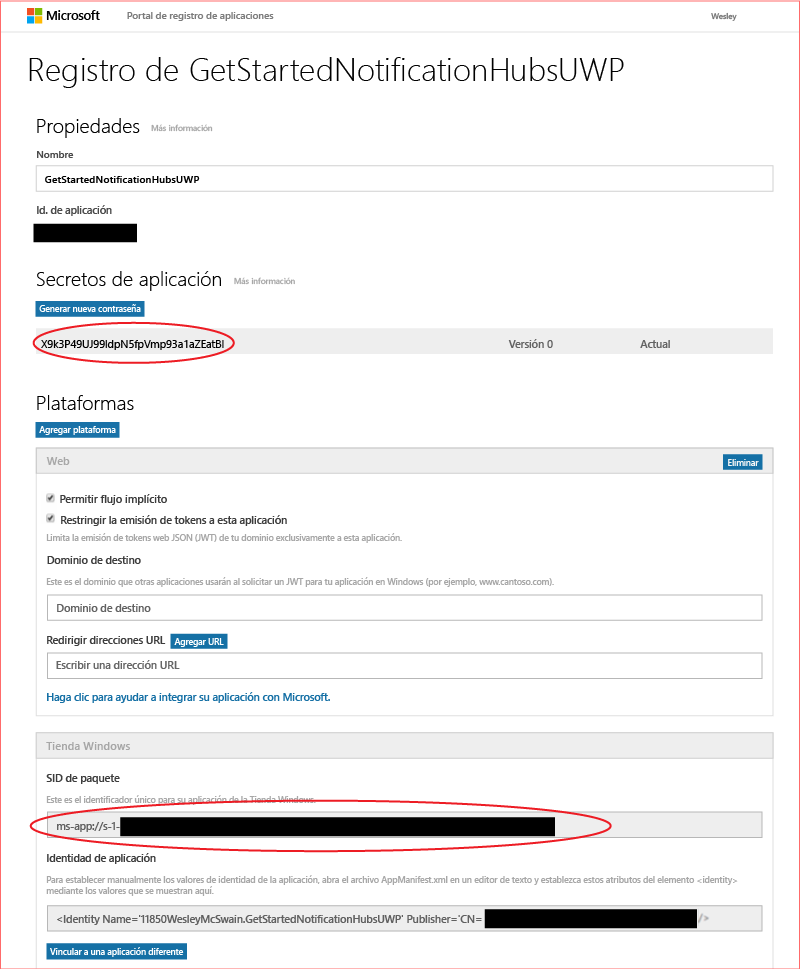 Microsoft Portal de registro de aplicaciones Wesley
Registro de GetStartedNotificationHubsUWP
Propiedades Más información
Nombre
GetStartedNotificationHubsUWP
Id. de aplicación
Secretos de aplicación Más información
Generar nueva contraseña
X9k3P49UJ99ldpN5fpVmp93a1aZEatBl Versión 0 Actual
Plataformas
Agregar plataforma
Web Eliminar
Permitir flujo implícito
Restringir la emisión de tokens a esta aplicación
Limita la emisión de tokens web JSON (JWT) de tu dominio exclusivamente a esta aplicación.
Dominio de destino
Este es el dominio que otras aplicaciones usarán al solicitar un JWT para tu aplicación en Windows (por ejemplo, www.cantoso.com).
Dominio de destino
Redirigir direcciones URL Agregar URL
Escribir una dirección URL
Haga clic para ayudar a integrar su aplicación con Microsoft.
Tienda Windows
SID de paquete
Este es el identificador único para su aplicación de la Tienda Windows.
ms-app://s-1-
Identidad de aplicación
Para establecer manualmente los valores de identidad de la aplicación, abra el archivo AppManifest.xml en un editor de texto y establezca estos atributos del elemento <identity>
mediante los valores que se muestran aquí.
<Identity Name='11850WesleyMcSwain.GetStartedNotificationHubsUWP' Publisher='CN= />
Vincular a una aplicación diferente